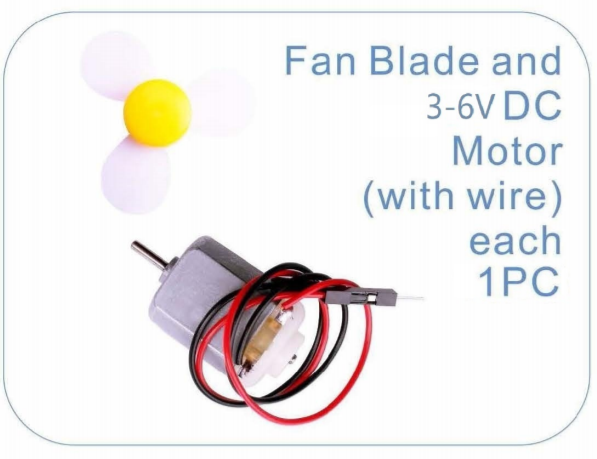 Fan Blade and
3-6V DC
Motor
(with wire)
each
1PC